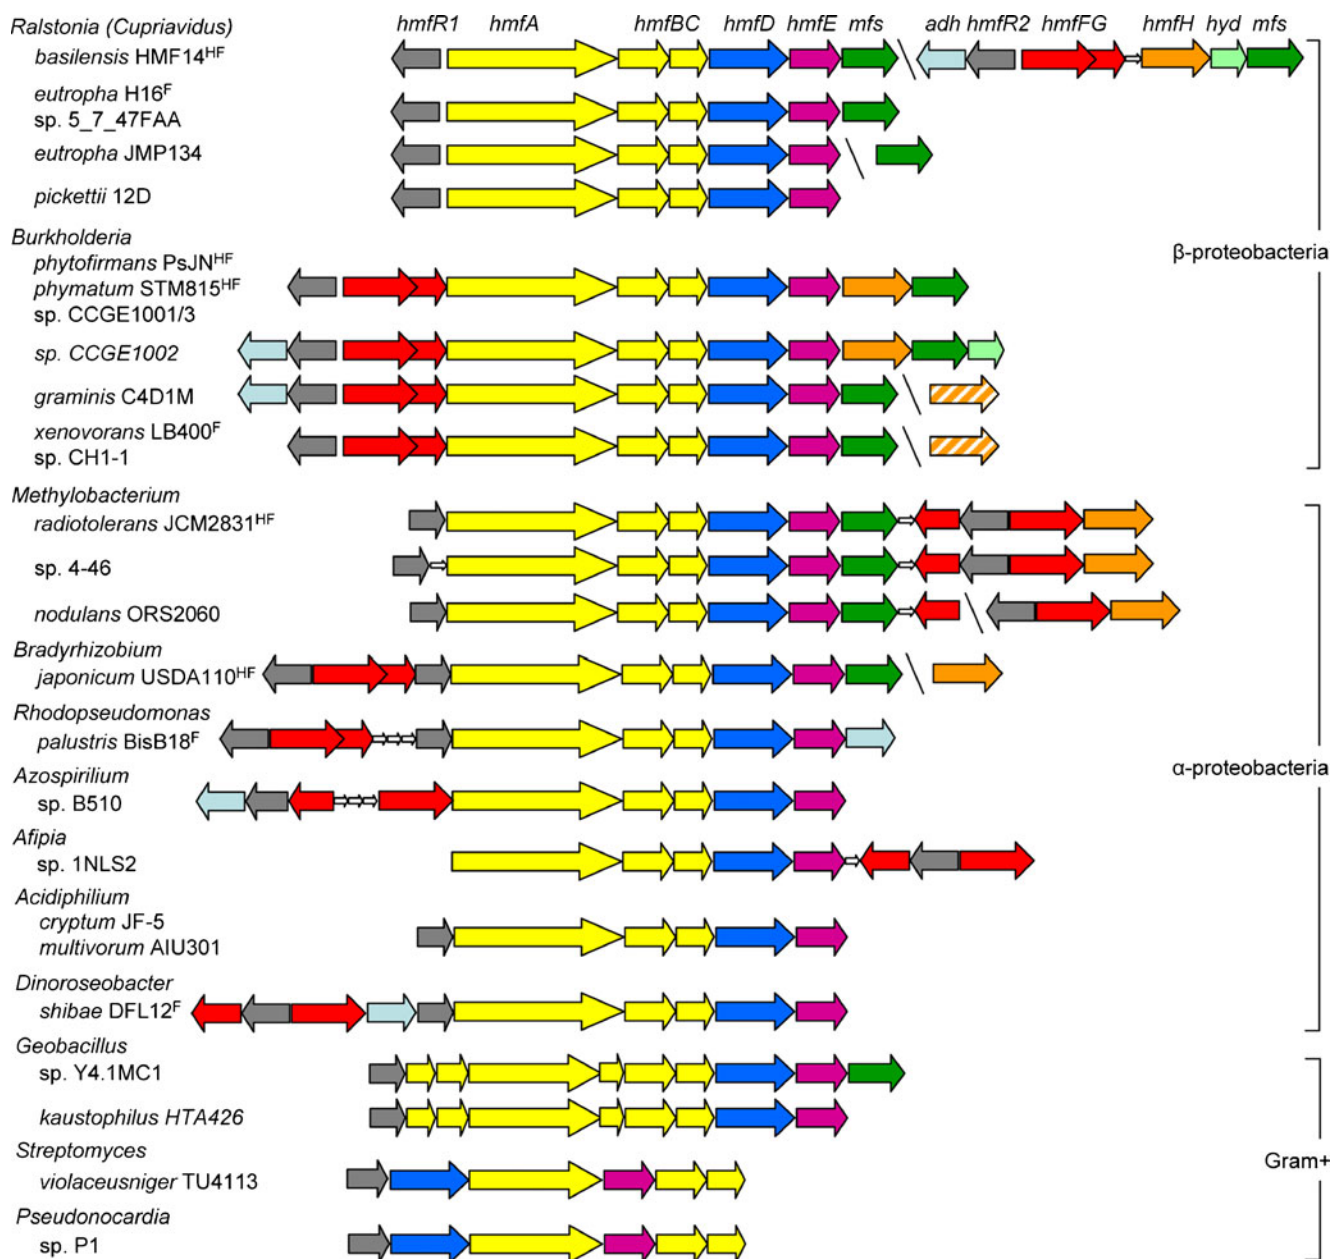 Ralstonia (Cupriavidus) hmfR1 hmfA hmfBC hmfD hmfE mfs adh hmfR2 hmfFG hmfH hyd mfs
basilensis HMF14HF
eutropha H16F
sp. 5_7_47FAA
eutropha JMP134
pickettii 12D
Burkholderia
β-proteobacteria
phytofirmans PsJNHF
phymatum STM815HF
sp. CCGE1001/3
sp. CCGE1002
graminis C4D1M
xenovorans LB400F
sp. CH1-1
Methylobacterium
radiotolerans JCM2831HF
sp. 4-46
nodulans ORS2060
Bradyrhizobium
japonicum USDA110HF
Rhodopseudomonas
palustris BisB18F
α-proteobacteria
Azospirilium
sp. B510
Afipia
sp. 1NLS2
Acidiphilium
cryptum JF-5
multivorum AIU301
Dinoroseobacter
shibae DFL12F
Geobacillus
sp. Y4.1MC1
kaustophilus HTA426
Streptomyces
Gram+
violaceusniger TU4113
Pseudonocardia
sp. P1